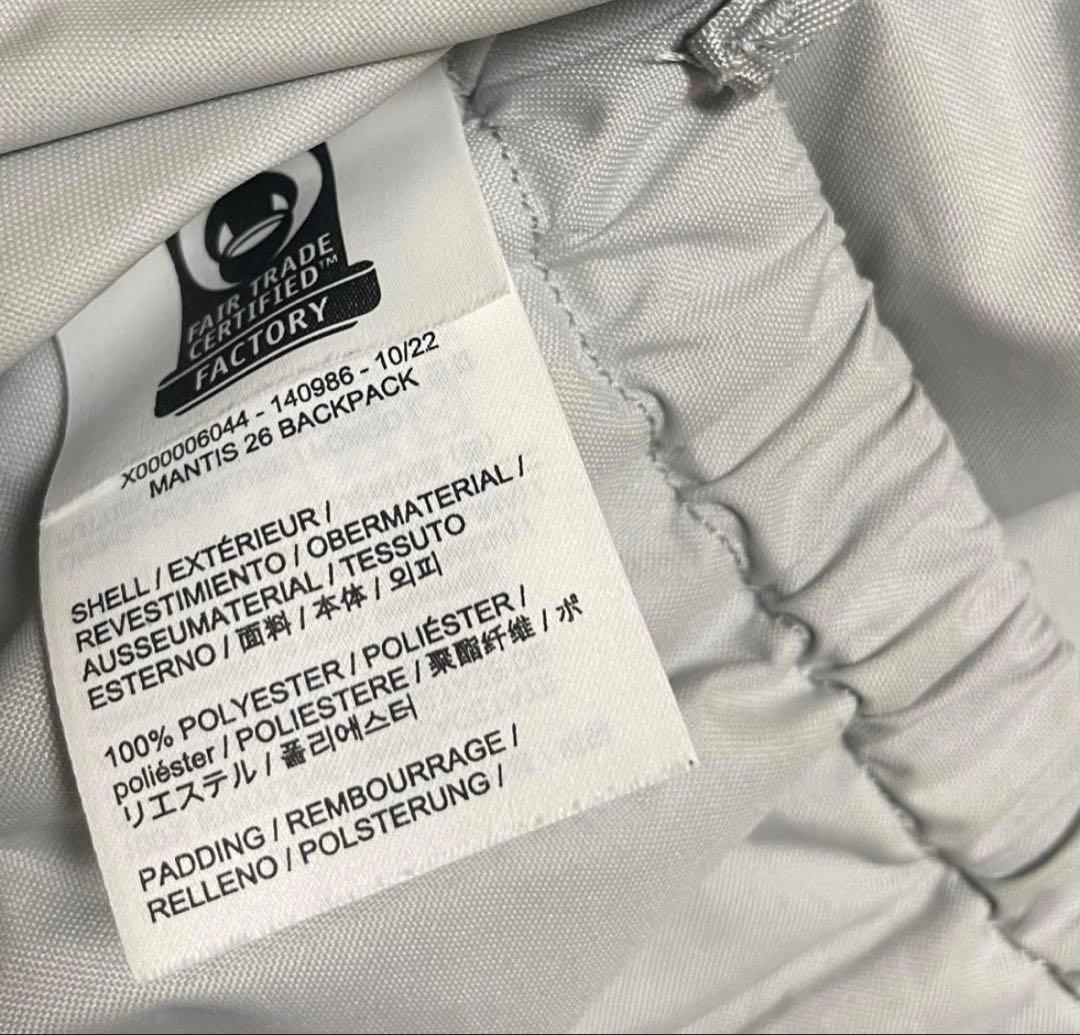 FAIR TRADE
CERTIFIED™
FACTORY
X000006044 - 140986 - 10/22
MANTIS 26 BACKPACK
SHELL / EXTÉRIEUR /
REVESTIMIENTO / OBERMATERIAL /
AUSSEUMATERIAL / TESSUTO
ESTERNO / 面料 / 本体 / 외피
100% POLYESTER / POLIÉSTER /
poliéster / POLIESTERE / 聚酯纤维 / ポ
リエステル / 폴리에스터
PADDING / REMBOURRAGE /
RELLENO / POLSTERUNG /